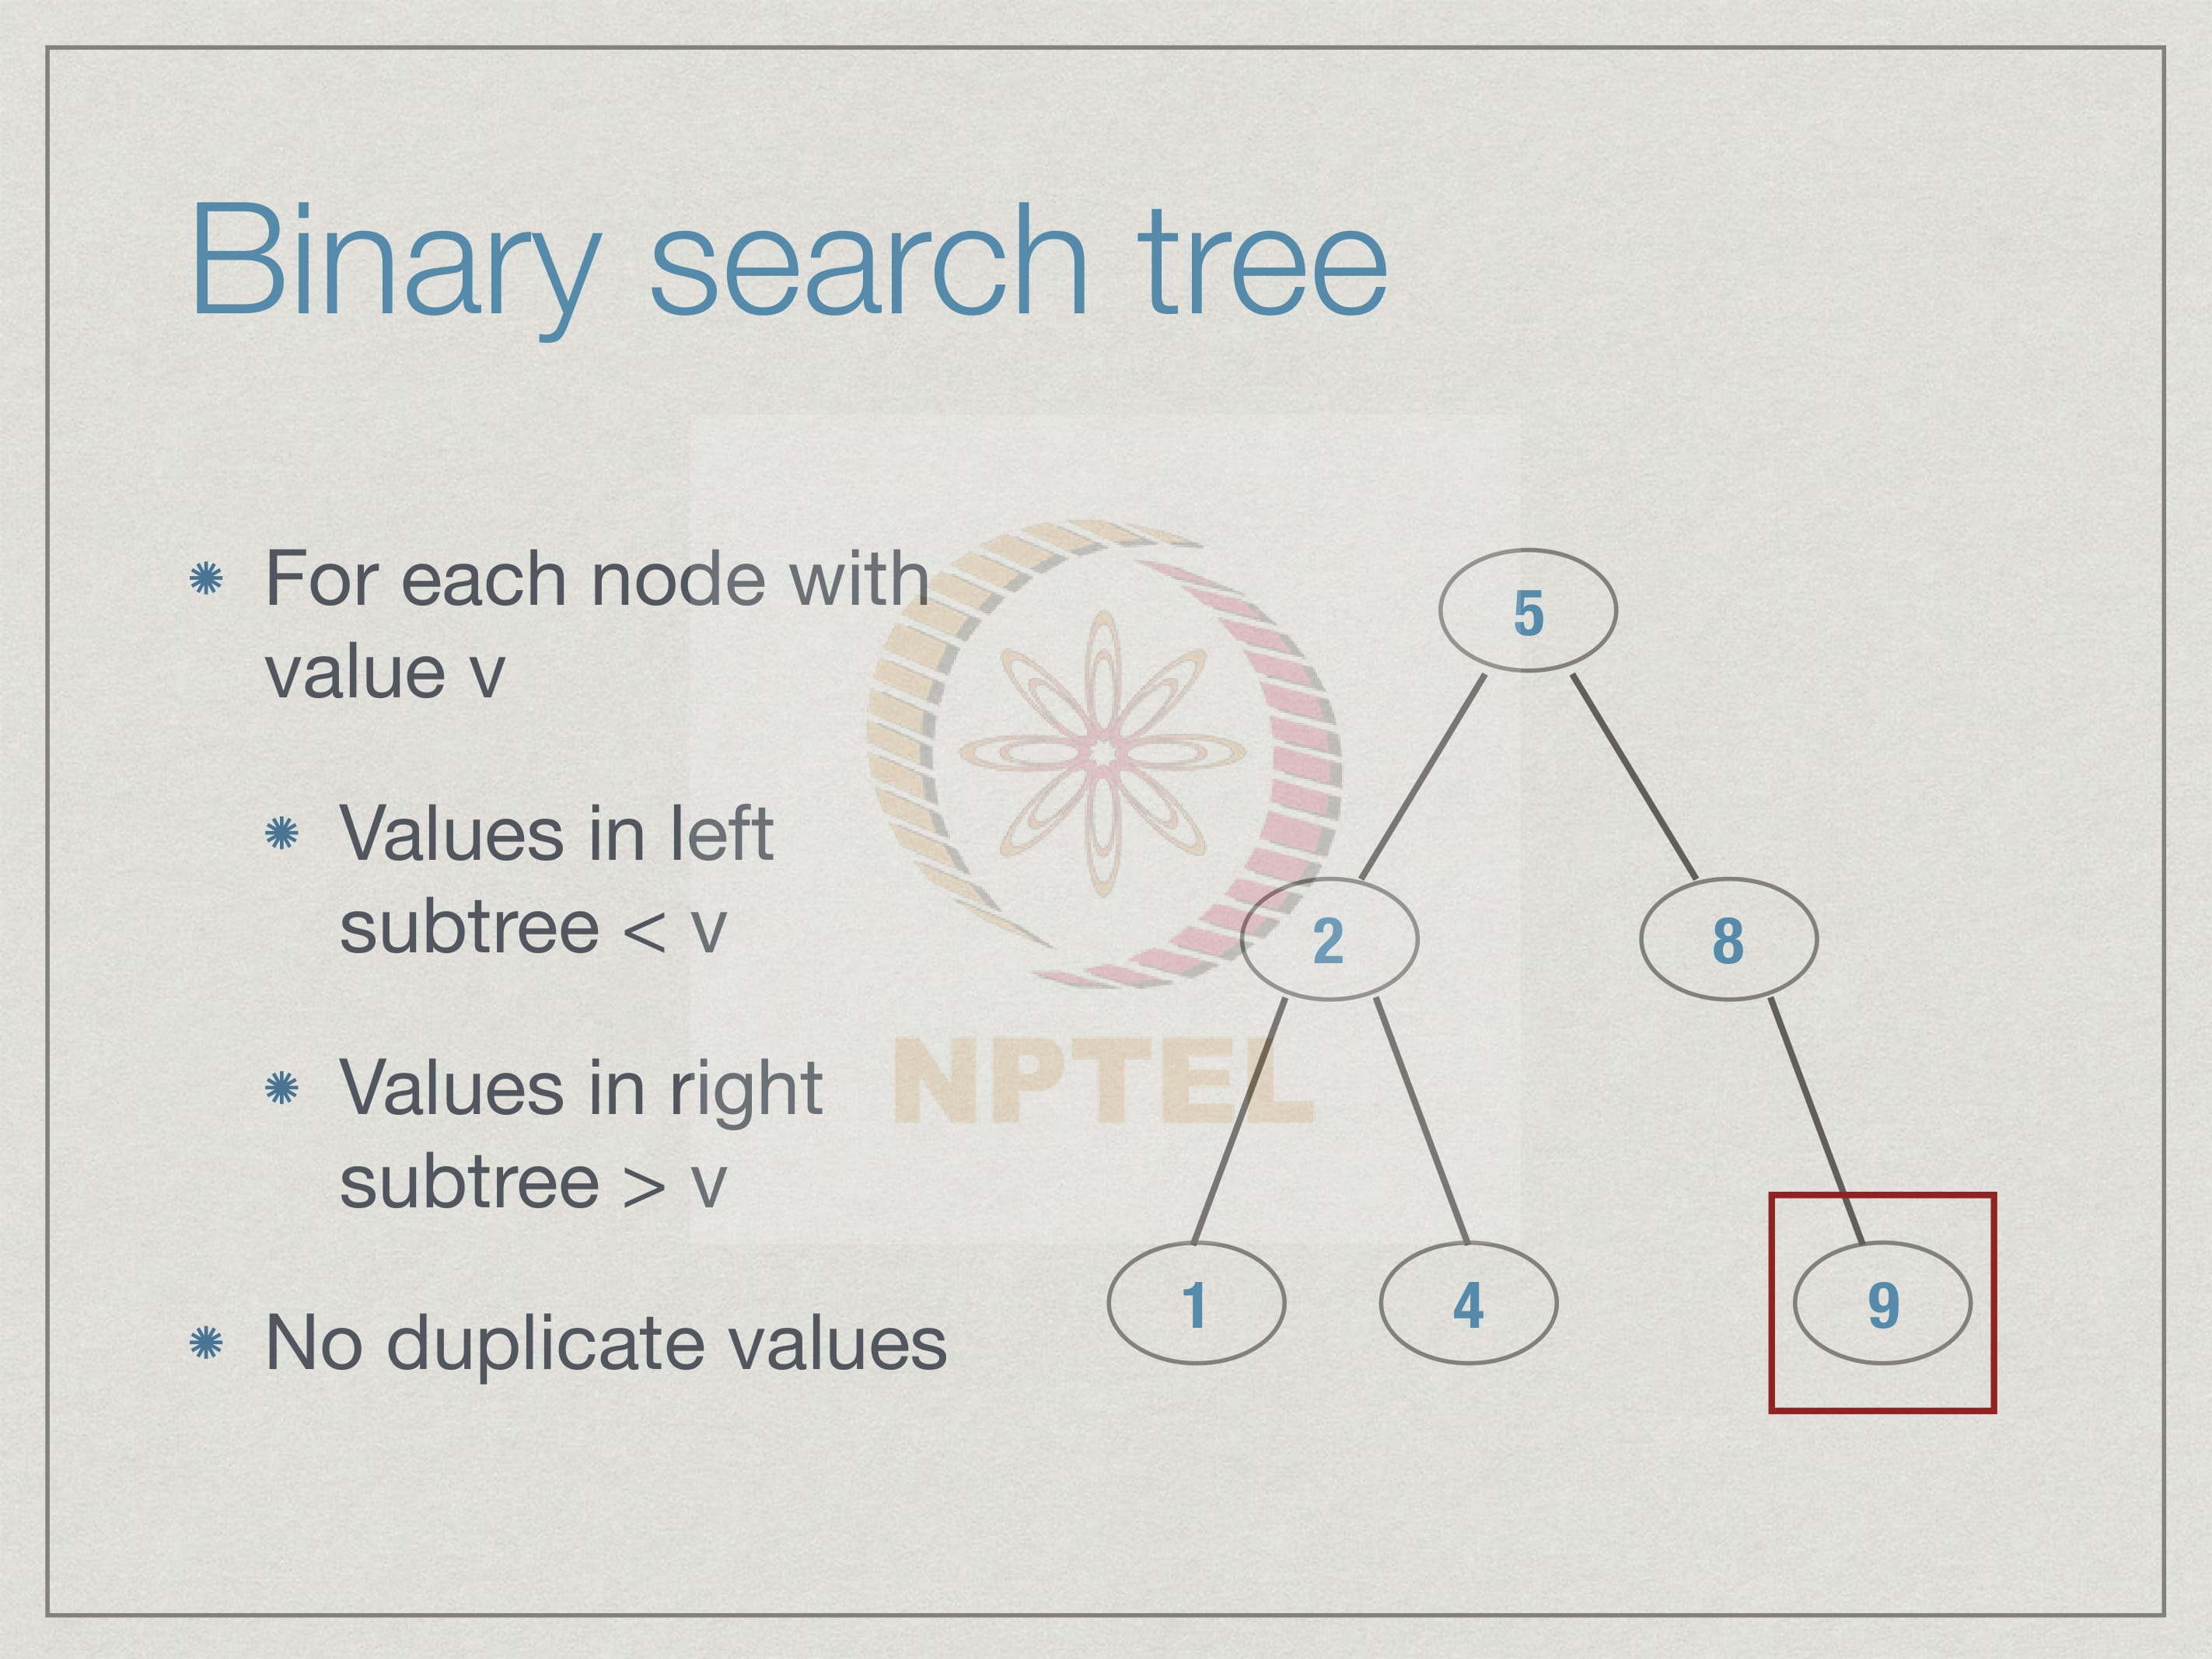 Binary search tree
For each node with
value v
Values in left
subtree < v
Values in right
subtree > v
No duplicate values
5
2
8
1
4
9
NPTEL